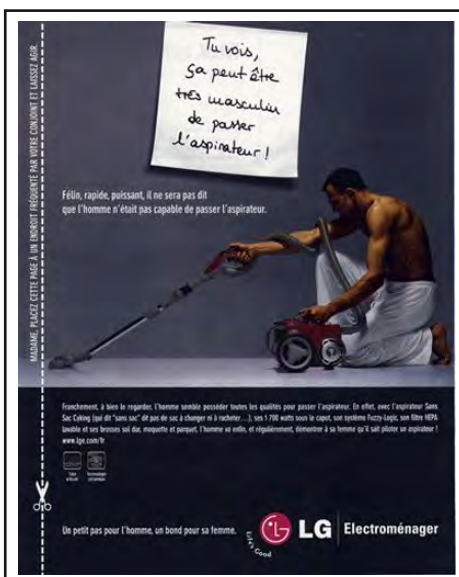 Tu vois,
ça peut être
très masculin
de passer
l'aspirateur !
Félin, rapide, puissant, il ne sera pas dit
que l'homme n'était pas capable de passer l'aspirateur.
MADAME, PLACEZ CETTE PAGE À UN ENDROIT FRÉQUENTÉ PAR VOTRE CONJOINT ET LAISSEZ AGIR.
Franchement, à bien le regarder, l'homme semble posséder toutes les qualités pour passer l'aspirateur. En effet, avec l'aspirateur Sans
Sac Cyking (qui dit "sans sac" dit pas de sac à changer ni à racheter...), ses 1 700 watts sous le capot, son système Fuzzy-Logic, son filtre HEPA
lavable et ses brosses sol dur, moquette et parquet, l'homme va enfin, et régulièrement, démontrer à sa femme qu'il sait piloter un aspirateur !
www.lge.com/fr
Un petit pas pour l'homme, un bond pour sa femme.
Life's Good
LG Electroménager